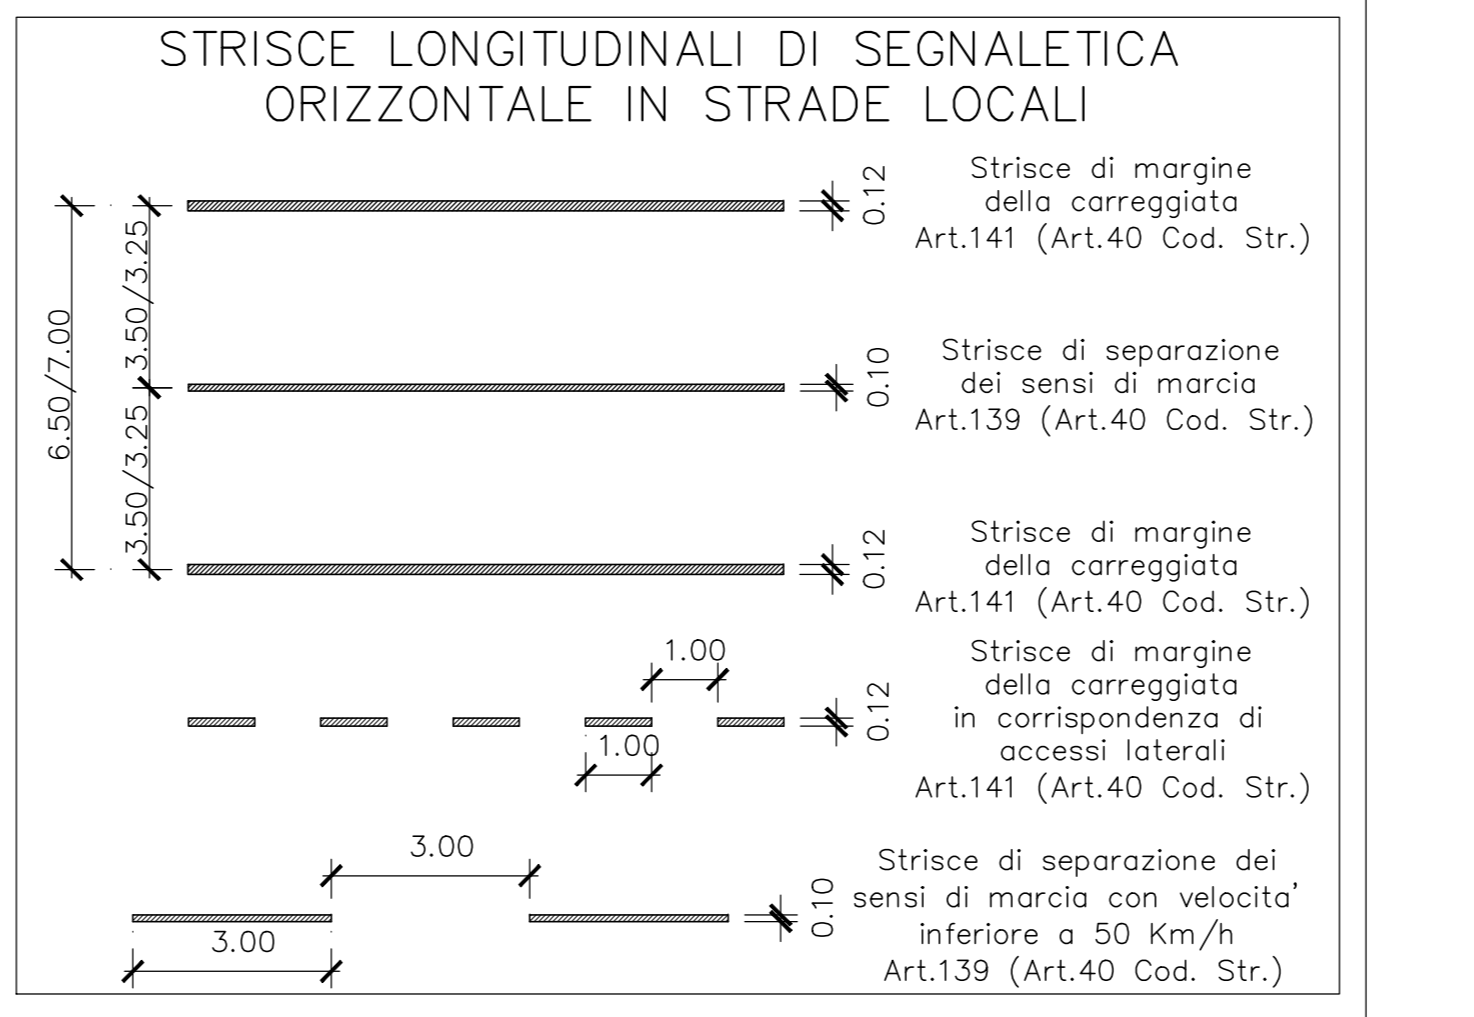 STRISCE LONGITUDINALI DI SEGNALETICA
ORIZZONTALE IN STRADE LOCALI
6.50/7.00
3.50/3.25
3.50/3.25
0.12
Strisce di margine
della carreggiata
Art.141 (Art.40 Cod. Str.)
0.10
Strisce di separazione
dei sensi di marcia
Art.139 (Art.40 Cod. Str.)
0.12
Strisce di margine
della carreggiata
Art.141 (Art.40 Cod. Str.)
1.00
1.00
0.12
Strisce di margine
della carreggiata
in corrispondenza di
accessi laterali
Art.141 (Art.40 Cod. Str.)
3.00
3.00
0.10
Strisce di separazione dei
sensi di marcia con velocita'
inferiore a 50 Km/h
Art.139 (Art.40 Cod. Str.)